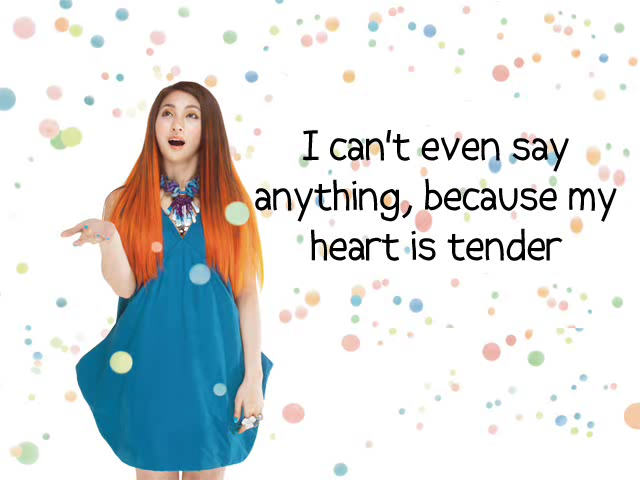 I can't even say
anything, because my
heart is tender